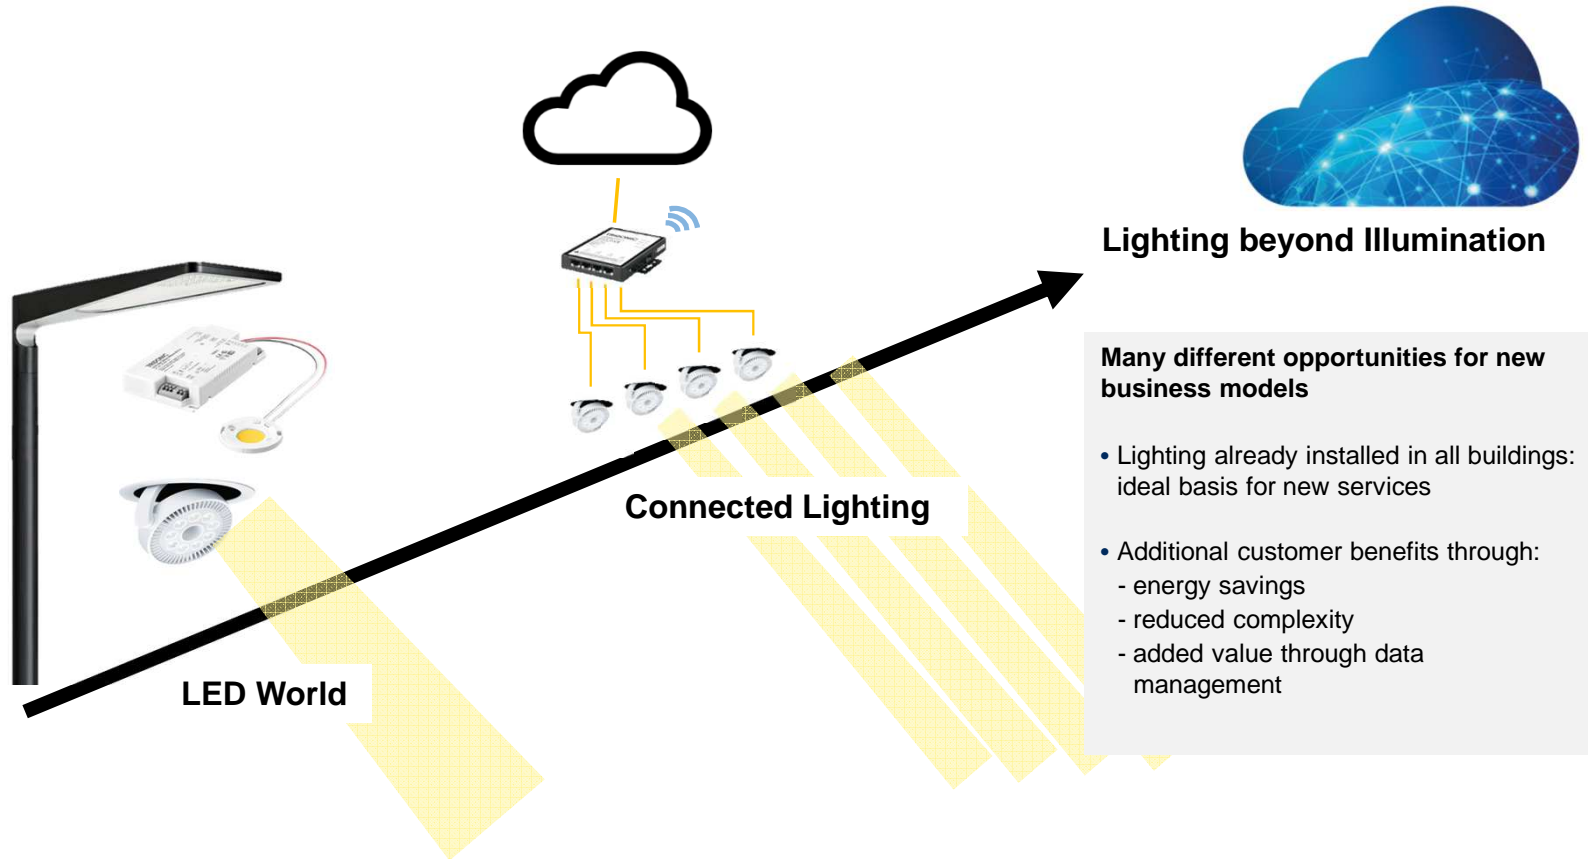 Lighting beyond Illumination
Many different opportunities for new
business models
• Lighting already installed in all buildings:
ideal basis for new services
• Additional customer benefits through:
- energy savings
- reduced complexity
- added value through data
management
Connected Lighting
LED World